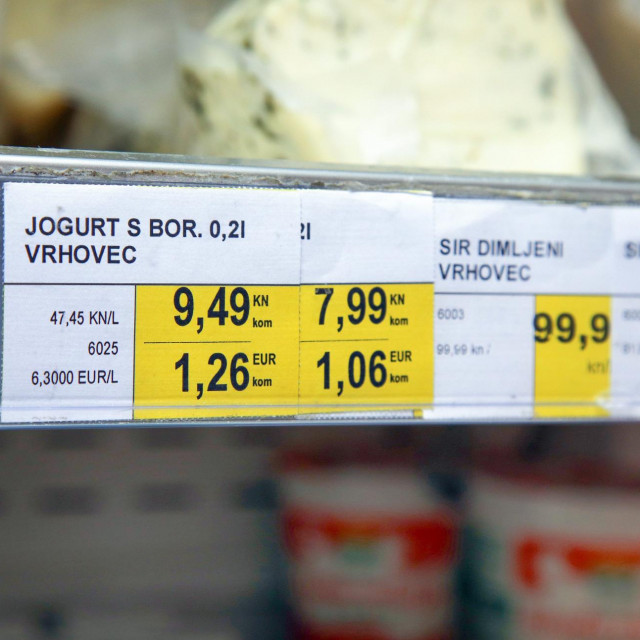 JOGURT S BOR. 0,2l
VRHOVEC
47,45 KN/L
6025
6,3000 EUR/L
9,49 KN
kom
1,26 EUR
kom
2l
7,99 KN
kom
1,06 EUR
kom
SIR DIMLJENI
VRHOVEC
6003
99,99 kn/
99,9
kn/